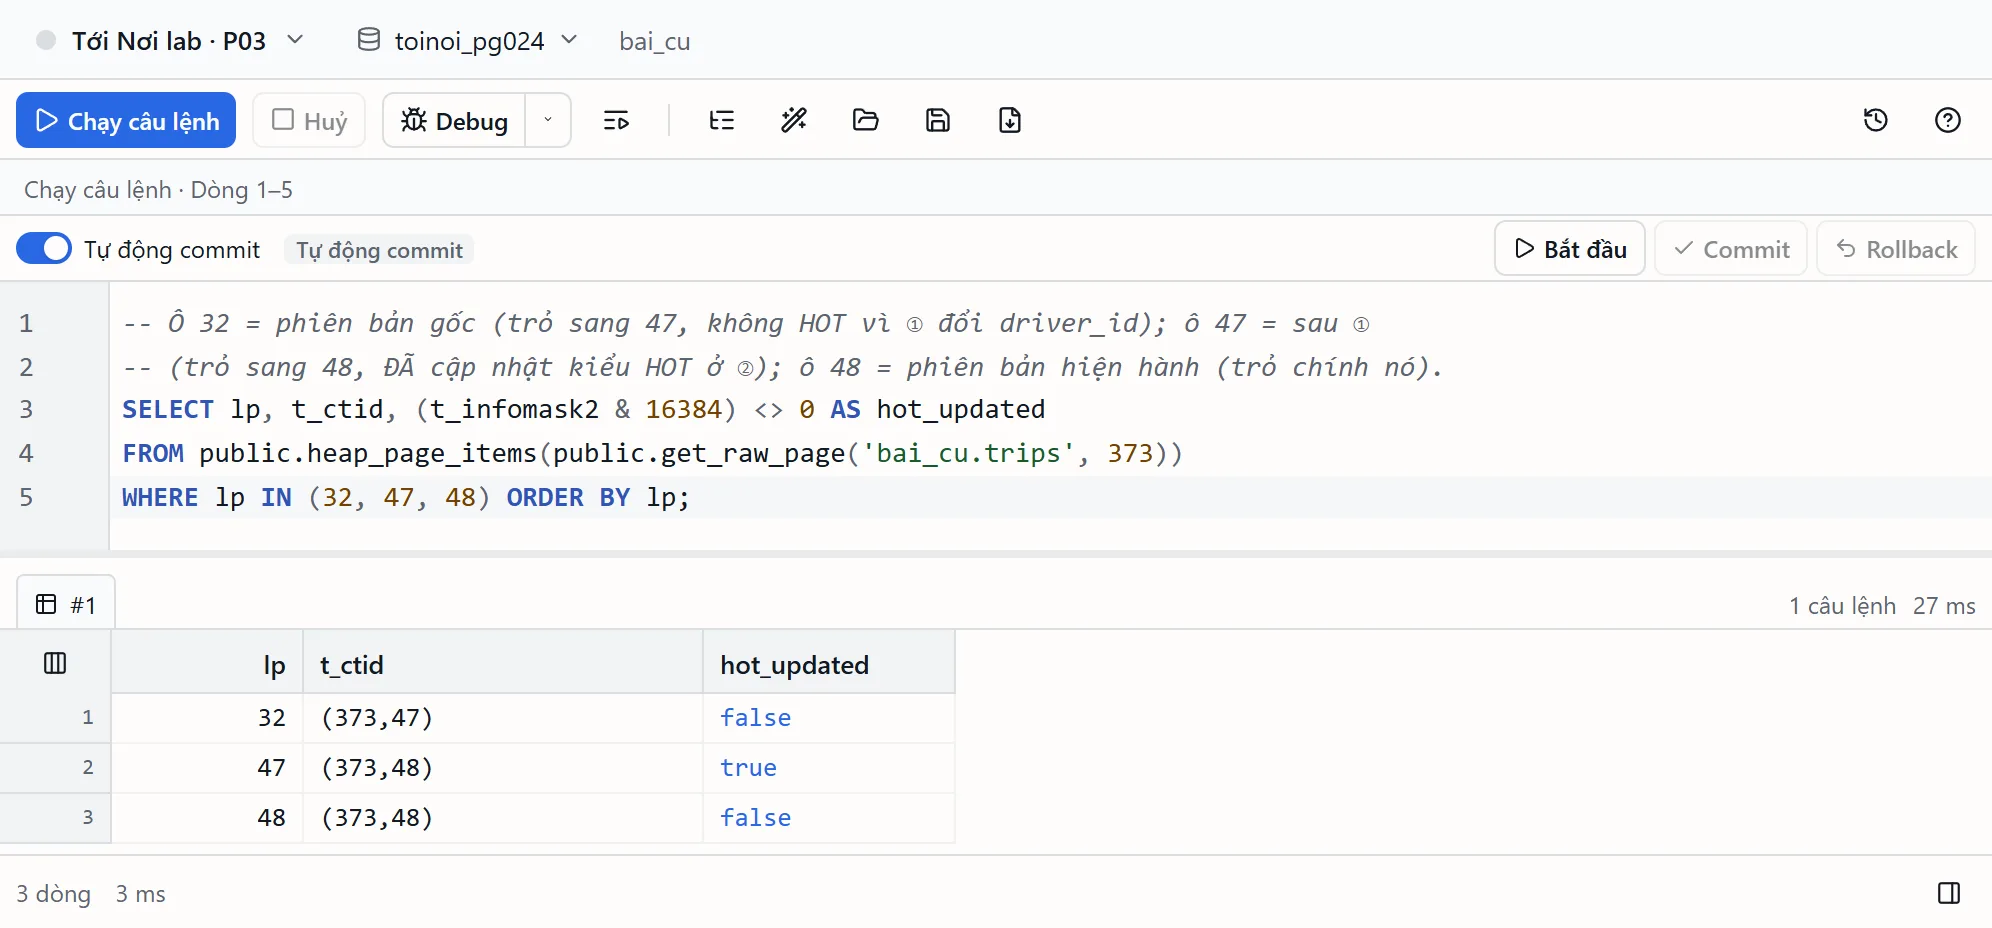 Tới Nơi lab · P03 toinoi_pg024 bai_cu
Chạy câu lệnh Huỷ Debug
Chạy câu lệnh · Dòng 1–5
Tự động commit Tự động commit Bắt đầu Commit Rollback
1 -- Ô 32 = phiên bản gốc (trỏ sang 47, không HOT vì ① đổi driver_id); ô 47 = sau ①
2 -- (trỏ sang 48, ĐÃ cập nhật kiểu HOT ở ②); ô 48 = phiên bản hiện hành (trỏ chính nó).
3 SELECT lp, t_ctid, (t_infomask2 & 16384) <> 0 AS hot_updated
4 FROM public.heap_page_items(public.get_raw_page('bai_cu.trips', 373))
5 WHERE lp IN (32, 47, 48) ORDER BY lp;
#1 1 câu lệnh 27 ms
lp t_ctid hot_updated
1 32 (373,47) false
2 47 (373,48) true
3 48 (373,48) false
3 dòng 3 ms